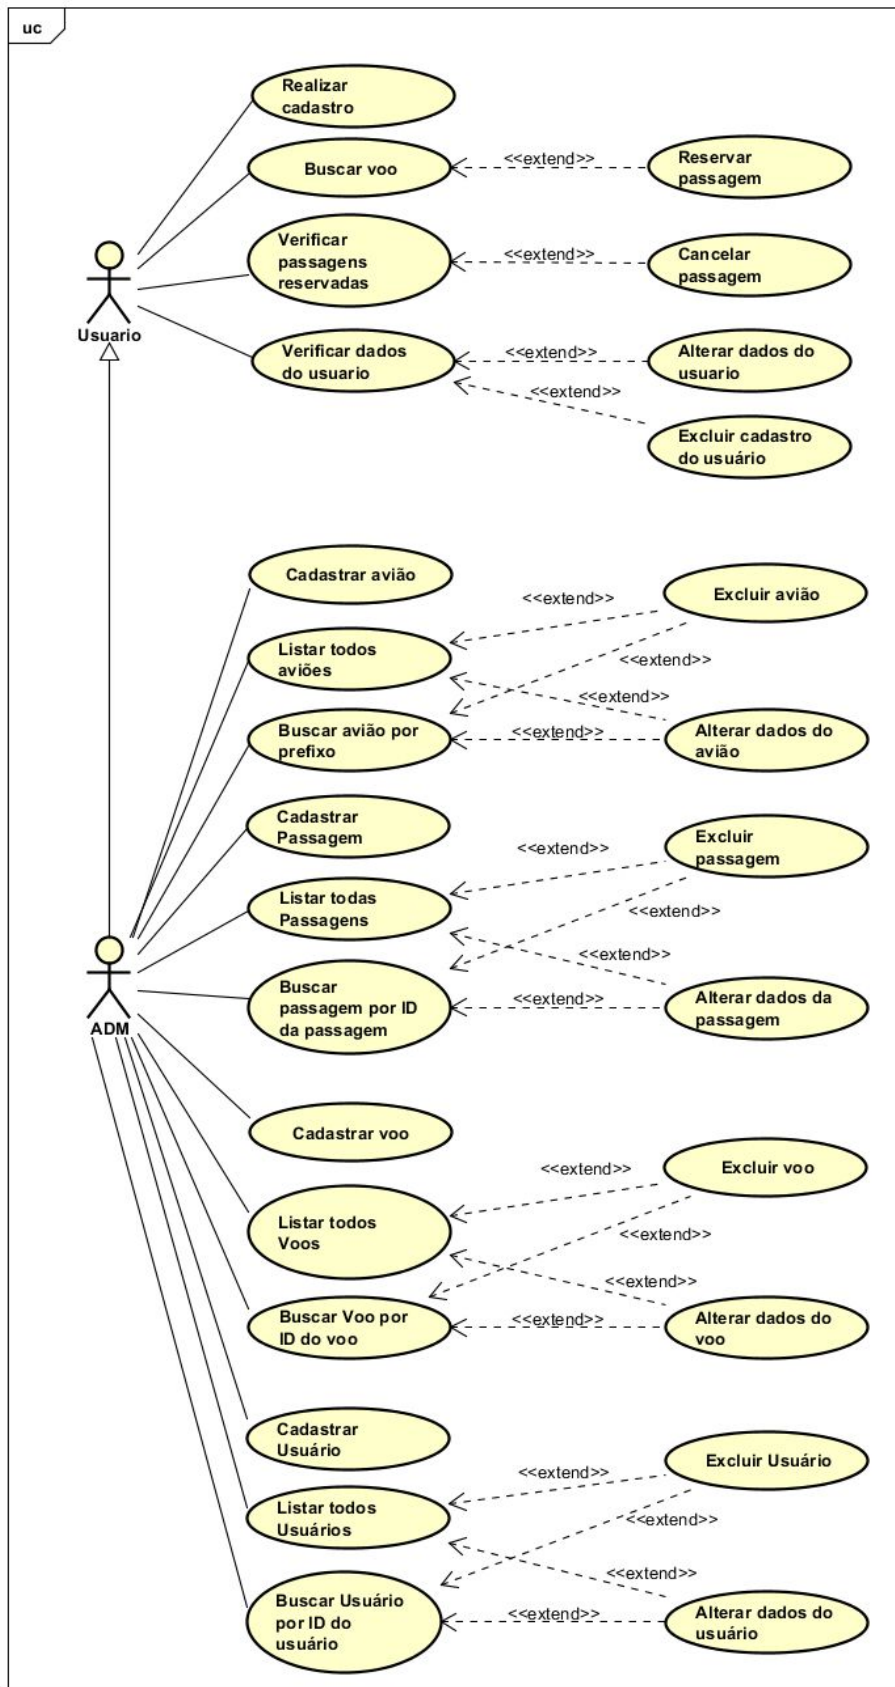 uc
Realizar
cadastro
Buscar voo
<<extend>>
Reservar
passagem
Verificar
passagens
reservadas
<<extend>>
Cancelar
passagem
Usuario
Verificar dados
do usuario
<<extend>>
Alterar dados do
usuario
<<extend>>
Excluir cadastro
do usuário
Cadastrar avião
<<extend>>
Excluir avião
Listar todos
aviões
<<extend>>
<<extend>>
Buscar avião por
prefixo
<<extend>>
Alterar dados do
avião
Cadastrar
Passagem
<<extend>>
Excluir
passagem
Listar todas
Passagens
<<extend>>
<<extend>>
Buscar
passagem por ID
da passagem
<<extend>>
Alterar dados da
passagem
ADM
Cadastrar voo
<<extend>>
Excluir voo
Listar todos
Voos
<<extend>>
<<extend>>
Buscar Voo por
ID do voo
<<extend>>
Alterar dados do
voo
Cadastrar
Usuário
<<extend>>
Excluir Usuário
Listar todos
Usuários
<<extend>>
<<extend>>
Buscar Usuário
por ID do
usuário
<<extend>>
Alterar dados do
usuário